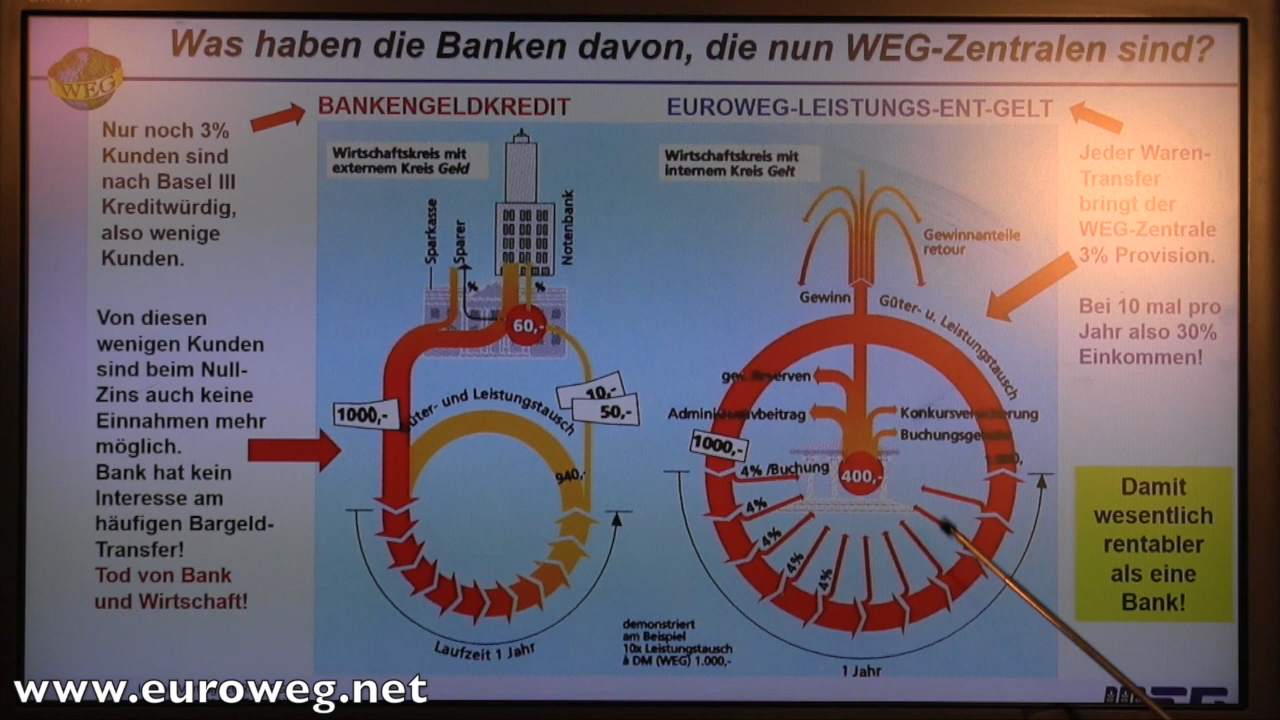 Was haben die Banken davon, die nun WEG-Zentralen sind?
WEG
BANKENGELDKREDIT
EUROWEG-LEISTUNGS-ENT-GELT
Nur noch 3%
Kunden sind
nach Basel III
Kreditwürdig,
also wenige
Kunden.
Von diesen
wenigen Kunden
sind beim Null-
Zins auch keine
Einnahmen mehr
möglich.
Bank hat kein
Interesse am
häufigen Bargeld-
Transfer!
Tod von Bank
und Wirtschaft!
Wirtschaftskreis mit
externem Kreis Geld
Sparkasse
Sparer
Notenbank
%
%
60,-
1000,-
10,-
50,-
Güter- und Leistungstausch
940,-
Laufzeit 1 Jahr
Wirtschaftskreis mit
internem Kreis Gelt
Gewinnanteile
retour
Gewinn
Güter- u. Leistungstausch
Konkursversicherung
1000,-
4% /Buchung
400,-
4%
4%
4%
4%
demonstriert
am Beispiel
10x Leistungstausch
à DM (WEG) 1.000,-
1 Jahr
Jeder Waren-
Transfer
bringt der
WEG-Zentrale
3% Provision.
Bei 10 mal pro
Jahr also 30%
Einkommen!
Damit
wesentlich
rentabler
als eine
Bank!
www.euroweg.net